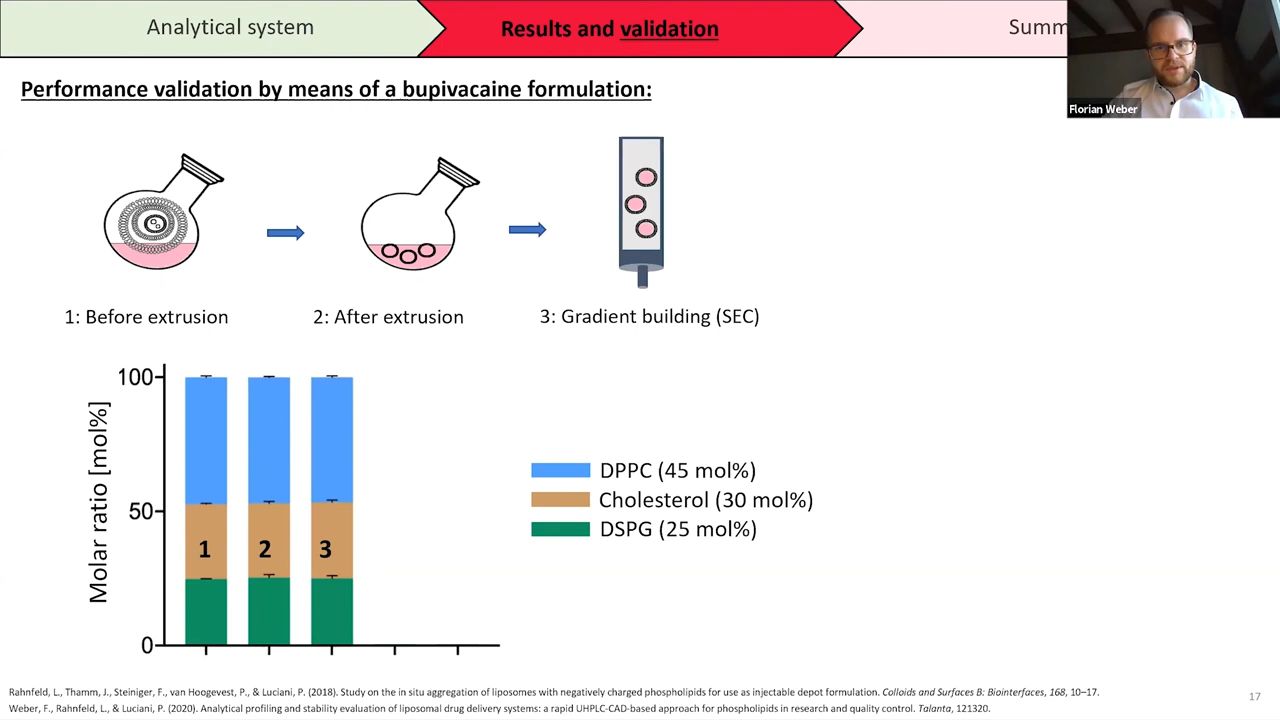 Analytical system
Results and validation
Summ
Florian Weber
Performance validation by means of a bupivacaine formulation:
1: Before extrusion
2: After extrusion
3: Gradient building (SEC)
Molar ratio [mol%]
100
50
0
1
2
3
DPPC (45 mol%)
Cholesterol (30 mol%)
DSPG (25 mol%)
Rahnfeld, L., Thamm, J., Steiniger, F., van Hoogevest, P., & Luciani, P. (2018). Study on the in situ aggregation of liposomes with negatively charged phospholipids for use as injectable depot formulation. Colloids and Surfaces B: Biointerfaces, 168, 10–17.
Weber, F., Rahnfeld, L., & Luciani, P. (2020). Analytical profiling and stability evaluation of liposomal drug delivery systems: a rapid UHPLC-CAD-based approach for phospholipids in research and quality control. Talanta, 121320.
17